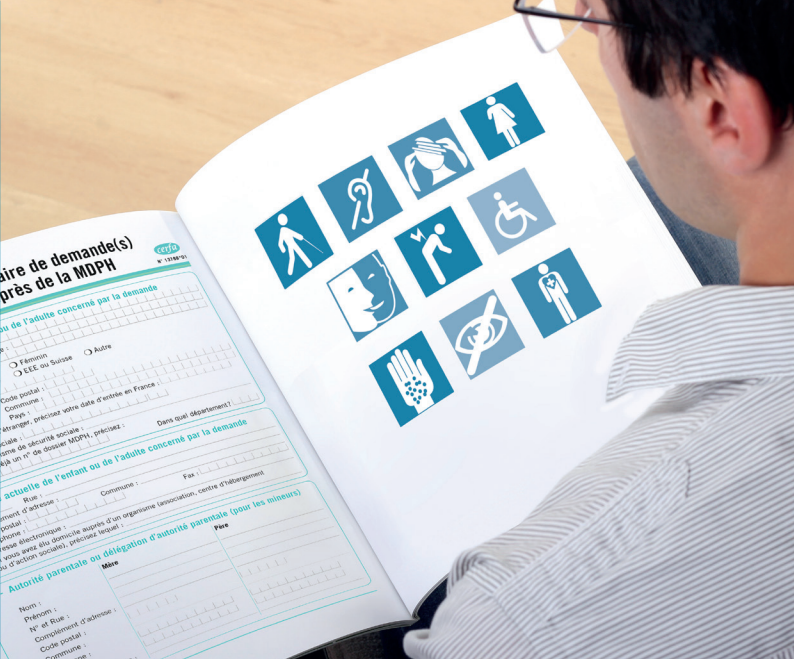 aire de demande(s)
près de la MDPH
cerfa
N° 13788*01
ou de l'adulte concerné par la demande
Féminin
EEE ou Suisse
Autre
Code postal :
Commune :
Pays :
étranger, précisez votre date d'entrée en France :
sociale :
isme de sécurité sociale :
éjà un n° de dossier MDPH, précisez :
Dans quel département ?
actuelle de l'enfant ou de l'adulte concerné par la demande
Rue :
ment d'adresse :
postal :
Commune :
phone :
Fax :
esse électronique :
i vous avez élu domicile auprès d'un organisme (association, centre d'hébergement
ou d'action sociale), précisez lequel :
Autorité parentale ou délégation d'autorité parentale (pour les mineurs)
Mère
Père
Nom :
Prénom :
N° et Rue :
Complément d'adresse :
Code postal :
Commune :